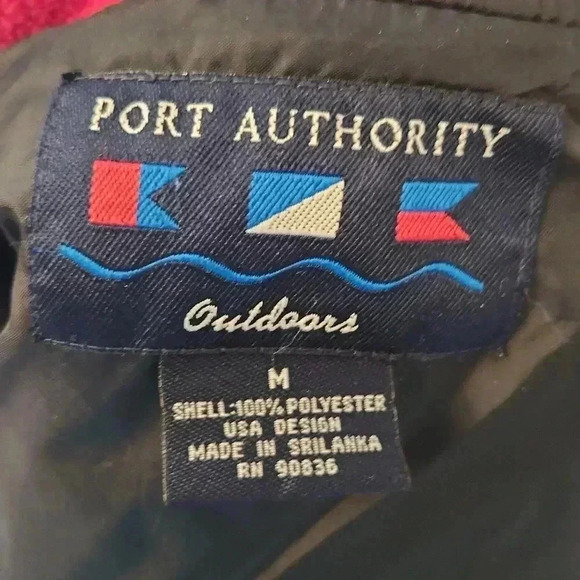 PORT AUTHORITY
Outdoors
M
SHELL:100% POLYESTER
USA DESIGN
MADE IN SRILANKA
RN 90836